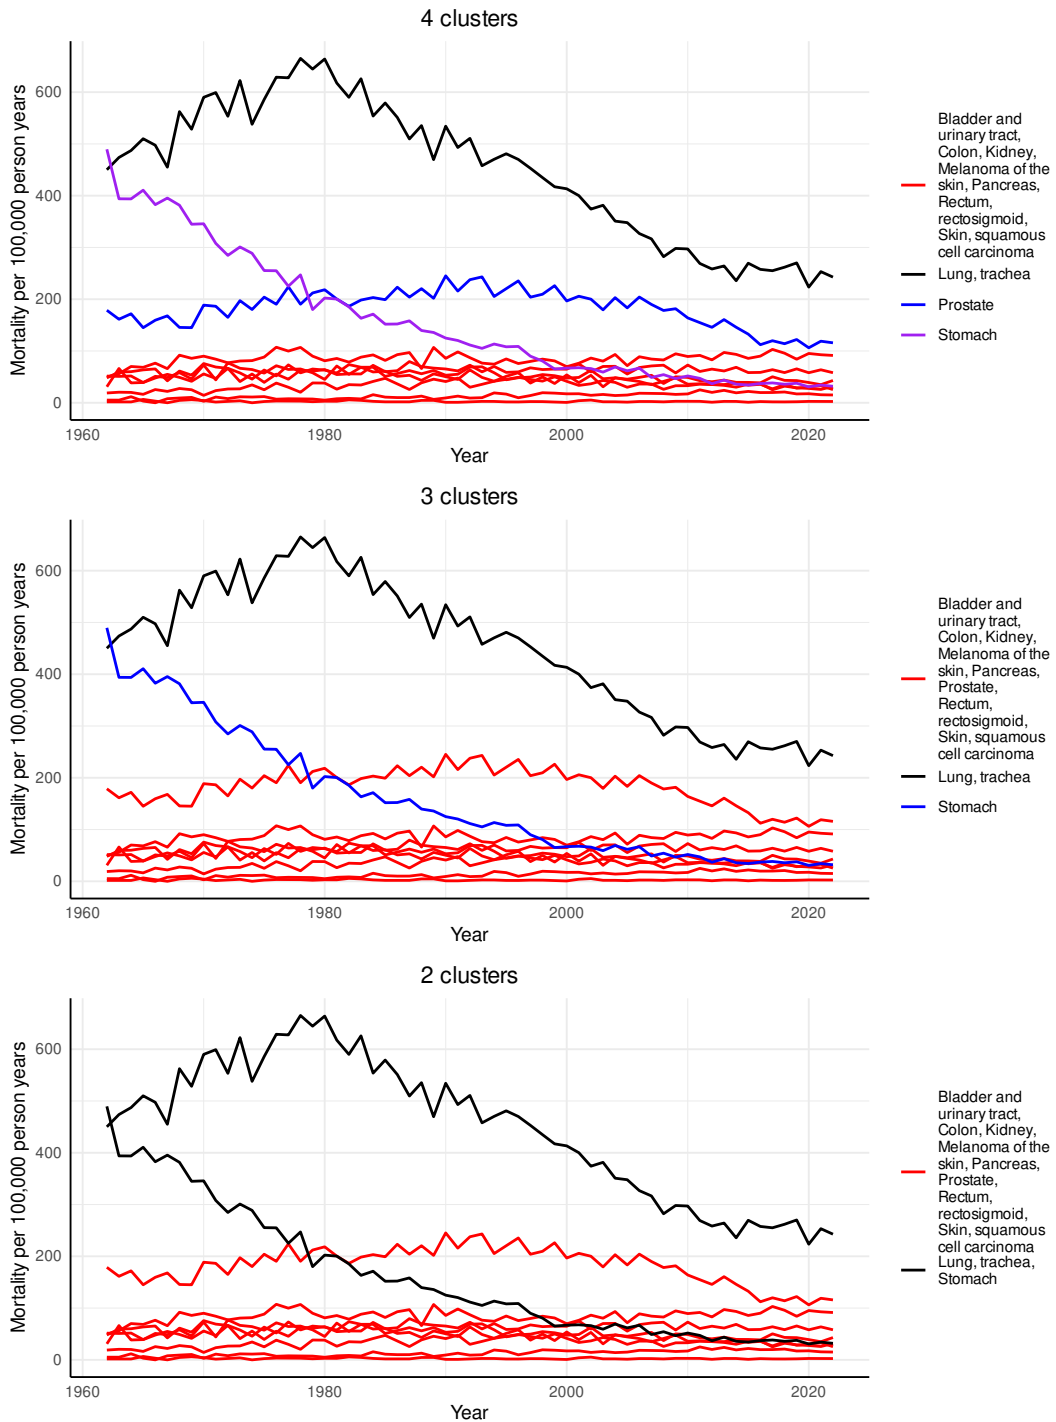 4 clusters
Mortality per 100,000 person years
600
400
200
0
1960
1980
2000
2020
Year
Bladder and
urinary tract,
Colon, Kidney,
Melanoma of the
skin, Pancreas,
Rectum,
rectosigmoid,
Skin, squamous
cell carcinoma
Lung, trachea
Prostate
Stomach
3 clusters
Mortality per 100,000 person years
600
400
200
0
1960
1980
2000
2020
Year
Bladder and
urinary tract,
Colon, Kidney,
Melanoma of the
skin, Pancreas,
Prostate,
Rectum,
rectosigmoid,
Skin, squamous
cell carcinoma
Lung, trachea
Stomach
2 clusters
Mortality per 100,000 person years
600
400
200
0
1960
1980
2000
2020
Year
Bladder and
urinary tract,
Colon, Kidney,
Melanoma of the
skin, Pancreas,
Prostate,
Rectum,
rectosigmoid,
Skin, squamous
cell carcinoma
Lung, trachea,
Stomach